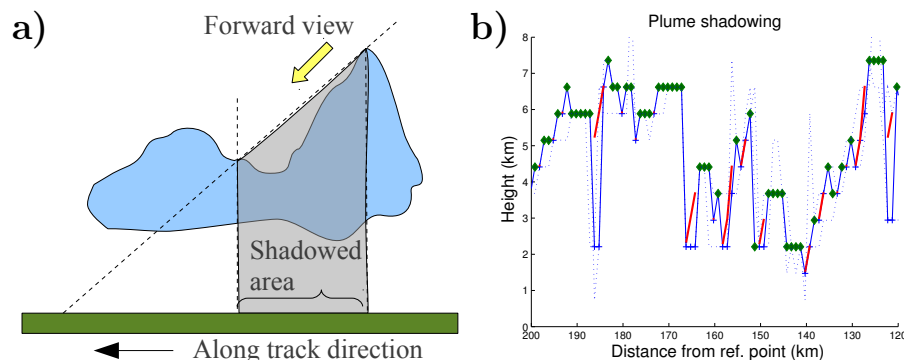 a)
Forward view
Shadowed
area
Along track direction
b)
Plume shadowing
Height (km)
8
7
6
5
4
3
2
1
0
200 190 180 170 160 150 140 130 120
Distance from ref. point (km)